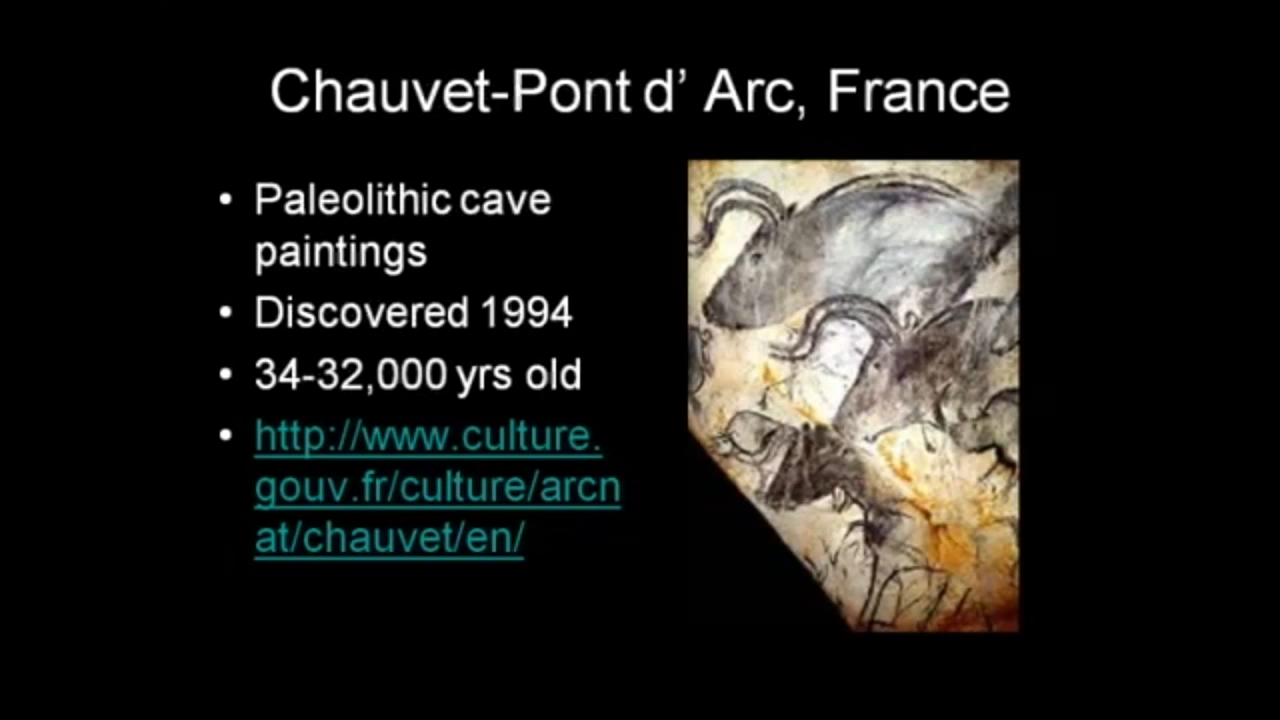 Chauvet-Pont d’ Arc, France
• Paleolithic cave
paintings
• Discovered 1994
• 34-32,000 yrs old
• http://www.culture.
gouv.fr/culture/arcn
at/chauvet/en/